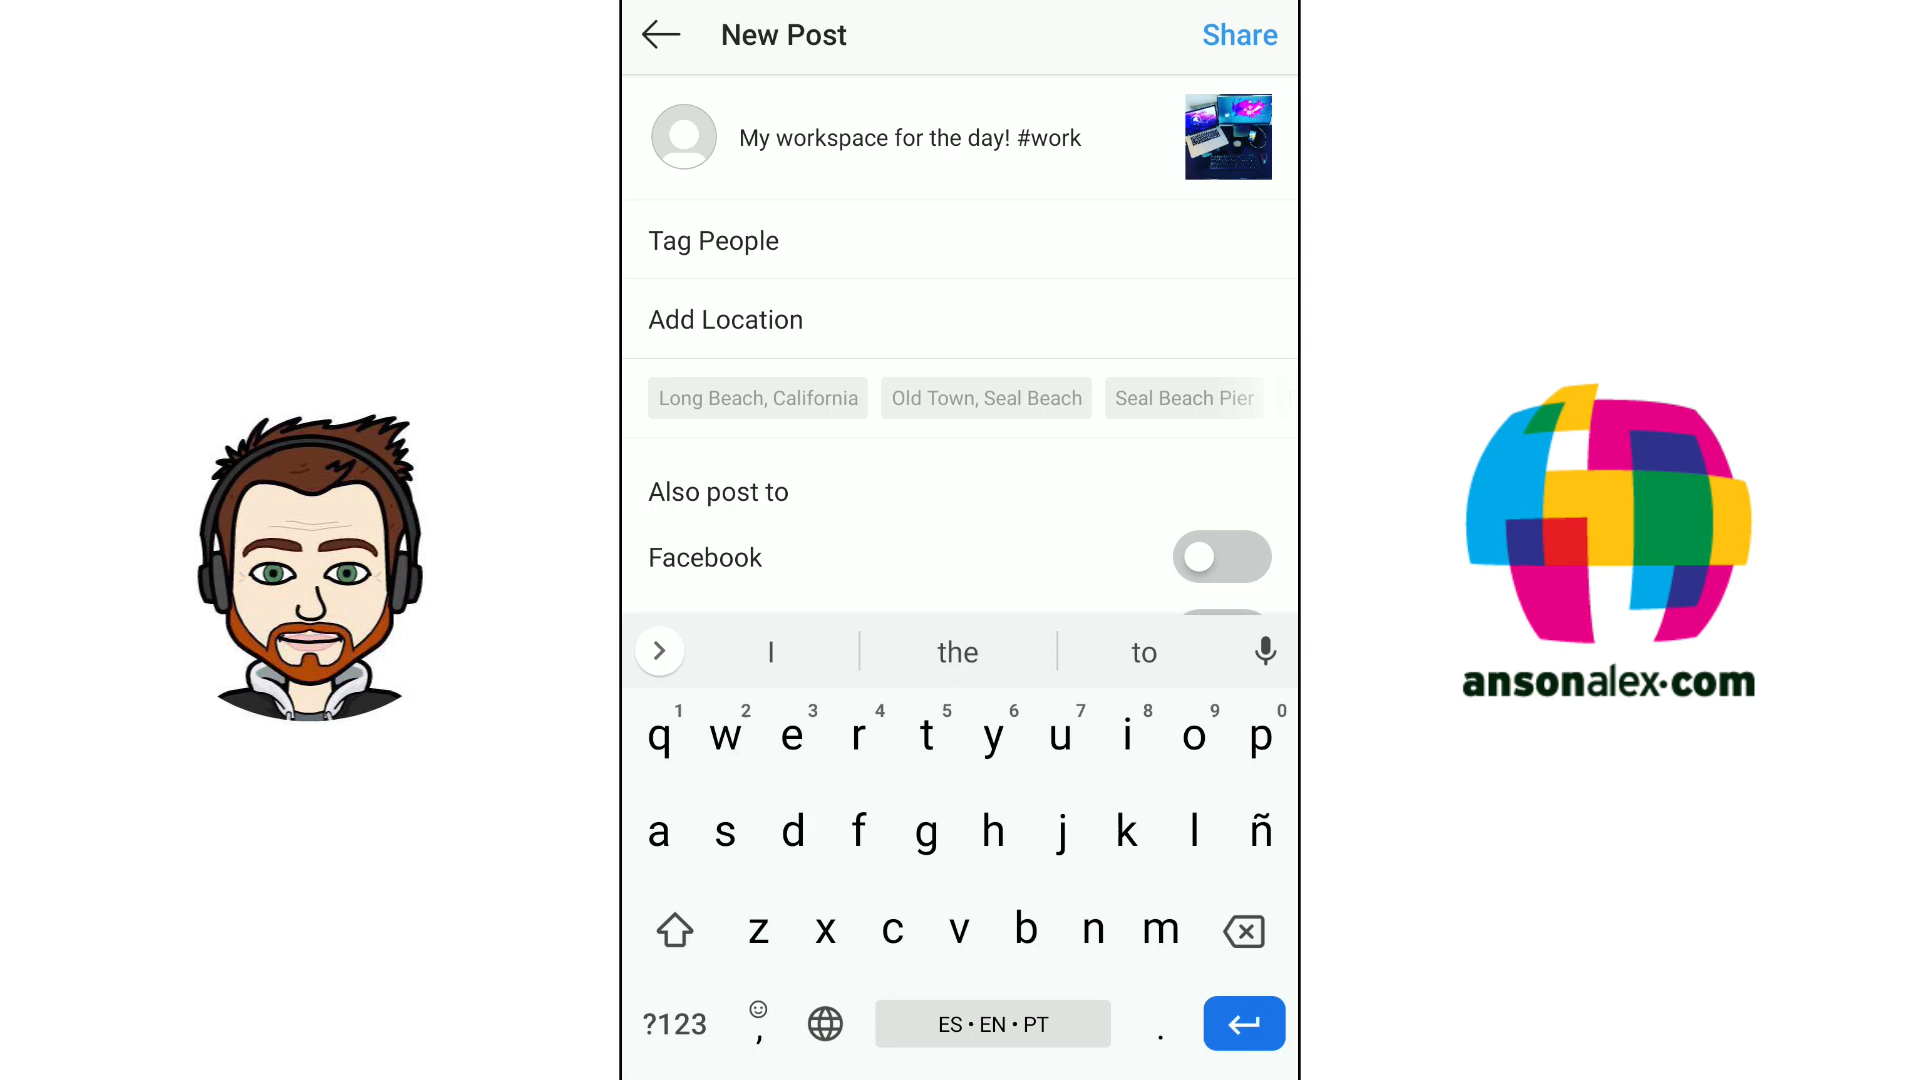 New Post
Share
My workspace for the day! #work
Tag People
Add Location
Long Beach, California
Old Town, Seal Beach
Seal Beach Pier
Also post to
Facebook
I
the
to
1 2 3 4 5 6 7 8 9 0
q w e r t y u i o p
a s d f g h j k l ñ
z x c v b n m
?123
,
ES • EN • PT
.
ansonalex.com